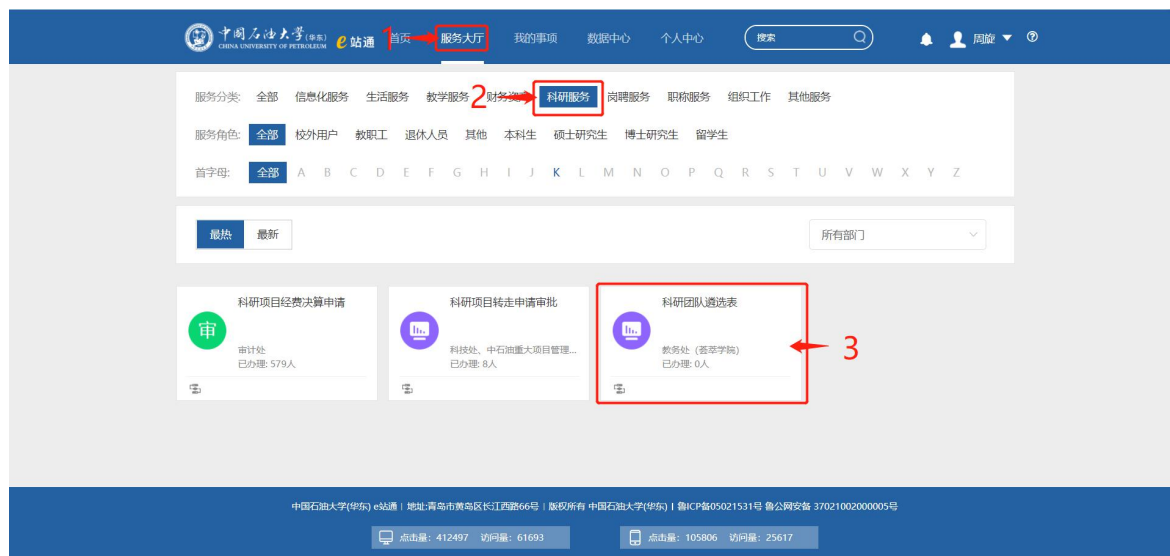 中国石油大学(华东) CHINA UNIVERSITY OF PETROLEUM e站通 1 首页 服务大厅 我的事项 数据中心 个人中心 搜索 周旋
服务分类: 全部 信息化服务 生活服务 教学服务 2 财务资产 科研服务 岗聘服务 职称服务 组织工作 其他服务
服务角色: 全部 校外用户 教职工 退休人员 其他 本科生 硕士研究生 博士研究生 留学生
首字母: 全部 A B C D E F G H I J K L M N O P Q R S T U V W X Y Z
最热 最新 所有部门
科研项目经费决算申请
审
审计处
已办理: 579人
科研项目转走申请审批
科技处、中石油重大项目管理...
已办理: 8人
科研团队遴选表
教务处（荟萃学院）
已办理: 0人
3
中国石油大学(华东) e站通 | 地址:青岛市黄岛区长江西路66号 | 版权所有 中国石油大学(华东) | 鲁ICP备05021531号 鲁公网安备 37021002000005号
点击量: 412497 访问量: 61693 点击量: 105806 访问量: 25617